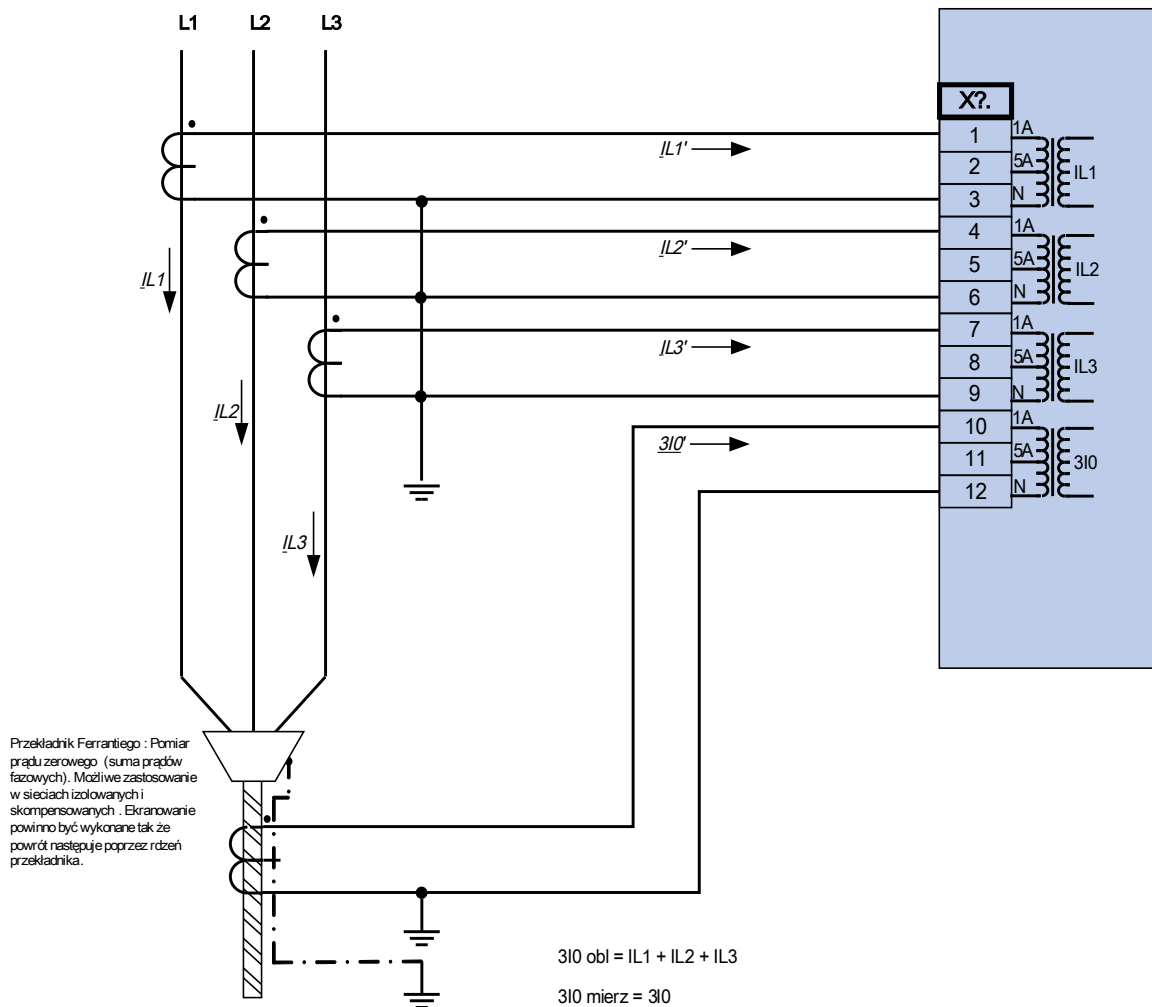 L1 L2 L3
X?.
1 1A
2 5A IL1
3 N
4 1A
5 5A IL2
6 N
7 1A
8 5A IL3
9 N
10 1A
11 5A 3I0
12 N
IL1'
IL2'
IL3'
3I0'
IL1
IL2
IL3
Przekładnik Ferrantiego : Pomiar
prądu zerowego (suma prądów
fazowych). Możliwe zastosowanie
w sieciach izolowanych i
skompensowanych . Ekranowanie
powinno być wykonane tak że
powrót następuje poprzez rdzeń
przekładnika.
3I0 obl = IL1 + IL2 + IL3
3I0 mierz = 3I0